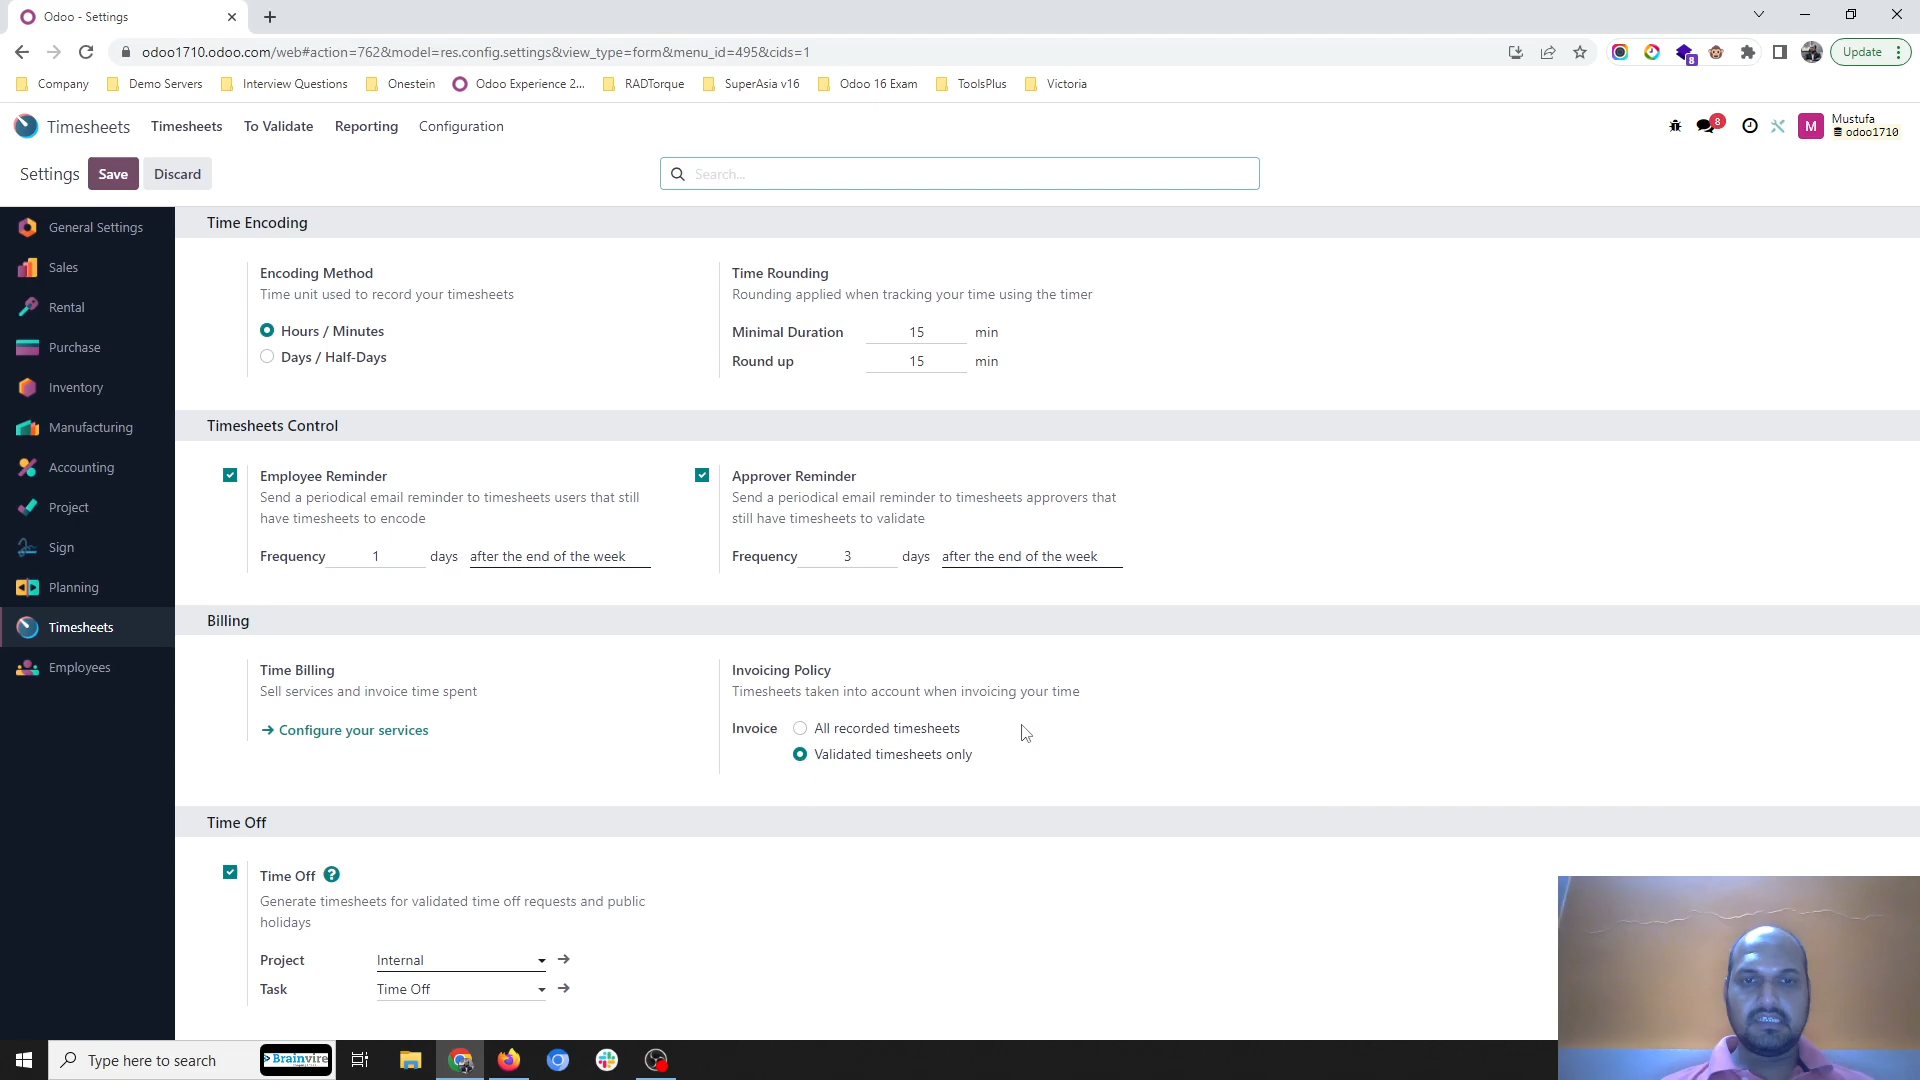 Odoo - Settings
odoo1710.odoo.com/web#action=762&model=res.config.settings&view_type=form&menu_id=495&cids=1
8
Update
Company
Demo Servers
Interview Questions
Onestein
Odoo Experience 2...
RADTorque
SuperAsia v16
Odoo 16 Exam
ToolsPlus
Victoria
Timesheets
Timesheets
To Validate
Reporting
Configuration
8
M
Mustufa
odoo1710
Settings
Save
Discard
Search...
General Settings
Sales
Rental
Purchase
Inventory
Manufacturing
Accounting
Project
Sign
Planning
Timesheets
Employees
Time Encoding
Encoding Method
Time unit used to record your timesheets
Hours / Minutes
Days / Half-Days
Time Rounding
Rounding applied when tracking your time using the timer
Minimal Duration 15 min
Round up 15 min
Timesheets Control
Employee Reminder
Send a periodical email reminder to timesheets users that still
have timesheets to encode
Frequency 1 days after the end of the week
Approver Reminder
Send a periodical email reminder to timesheets approvers that
still have timesheets to validate
Frequency 3 days after the end of the week
Billing
Time Billing
Sell services and invoice time spent
Configure your services
Invoicing Policy
Timesheets taken into account when invoicing your time
Invoice All recorded timesheets
Validated timesheets only
Time Off
Time Off ?
Generate timesheets for validated time off requests and public
holidays
Project Internal
Task Time Off
Type here to search
Brainvire